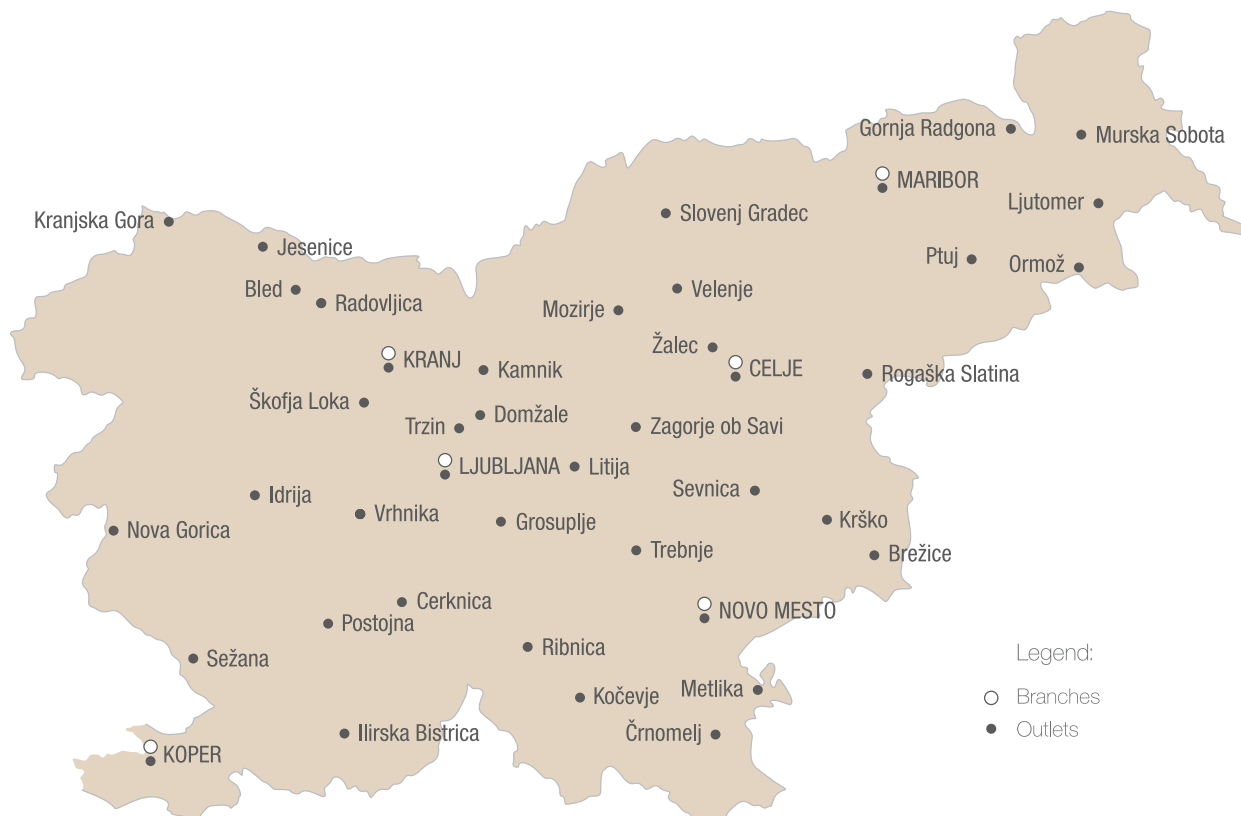 Gornja Radgona
Murska Sobota
MARIBOR
Ljutomer
Slovenj Gradec
Kranjska Gora
Jesenice
Ptuj
Ormož
Bled
Radovljica
Velenje
Mozirje
Žalec
KRANJ
Kamnik
CELJE
Rogaška Slatina
Škofja Loka
Domžale
Trzin
Zagorje ob Savi
LJUBLJANA
Litija
Sevnica
Idrija
Vrhnika
Grosuplje
Krško
Nova Gorica
Trebnje
Brežice
Cerknica
NOVO MESTO
Postojna
Ribnica
Sežana
Metlika
Kočevje
Ilirska Bistrica
Črnomelj
KOPER
Legend:
Branches
Outlets